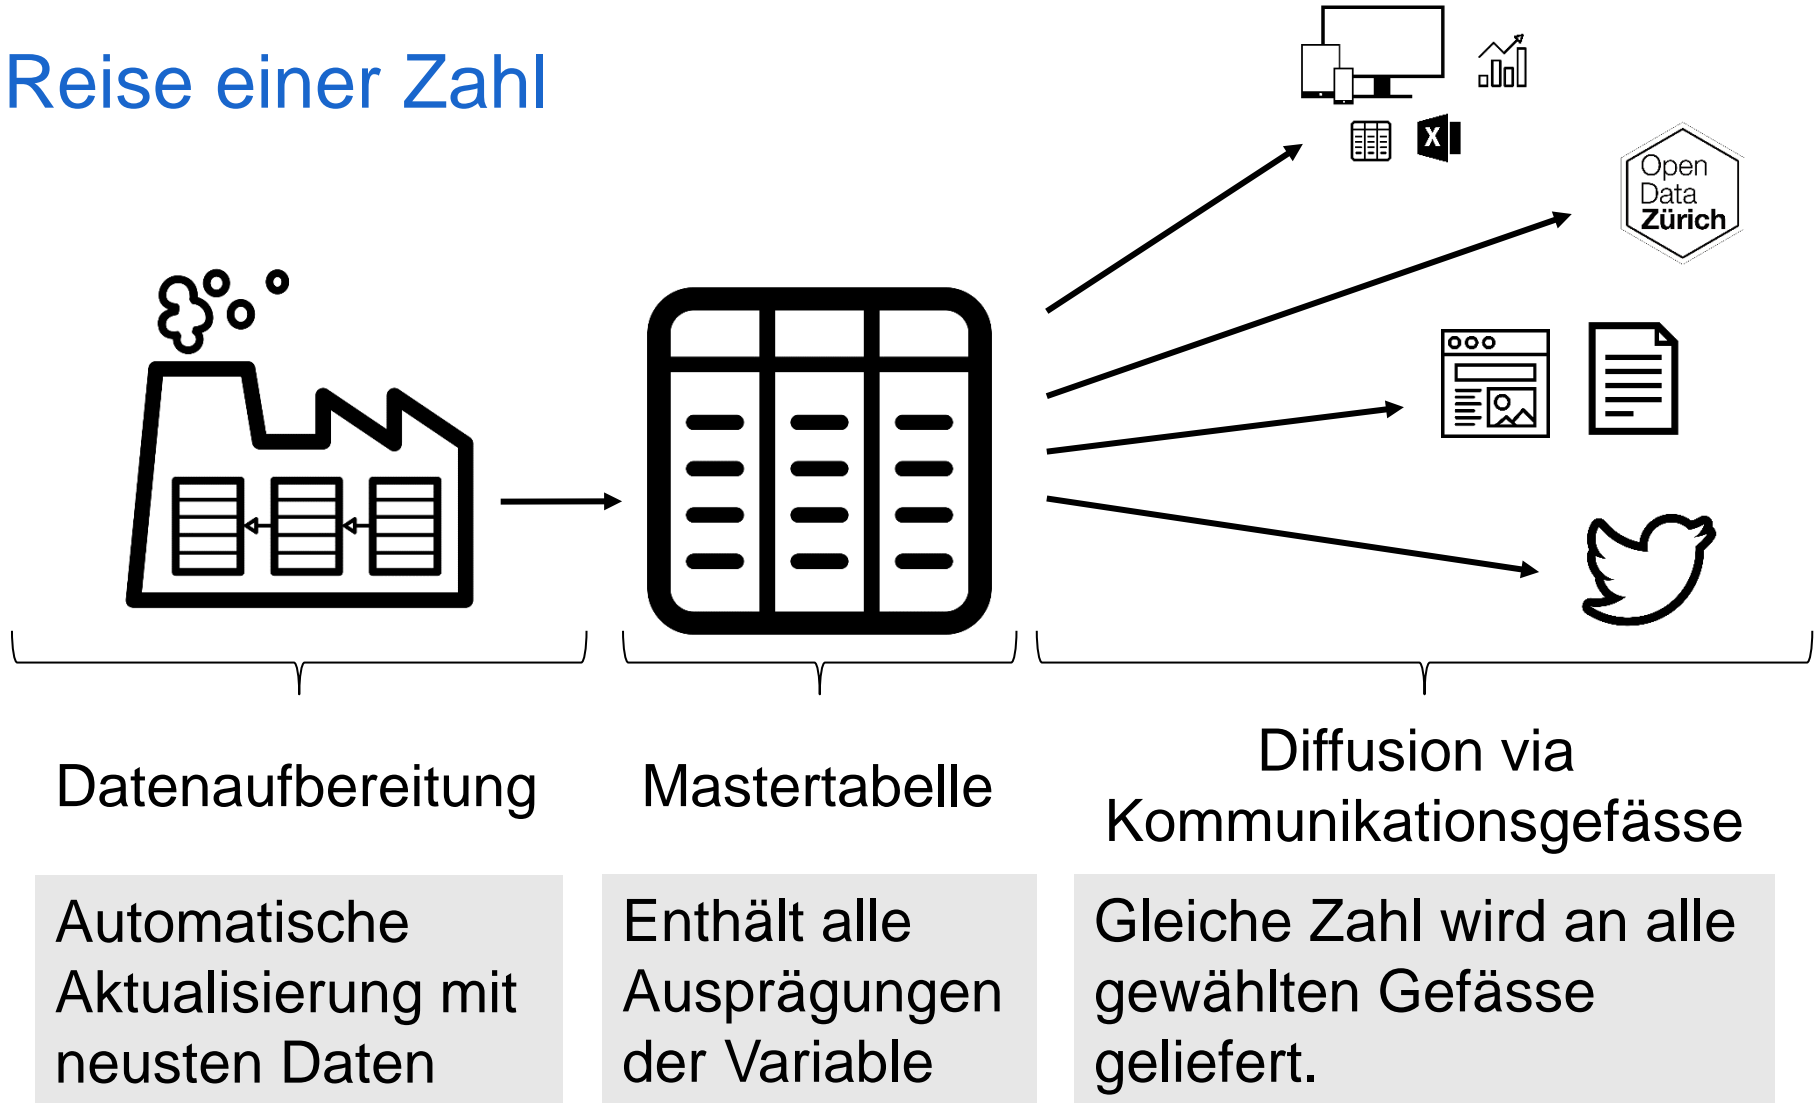 Reise einer Zahl
X
Open
Data
Zürich
Datenaufbereitung
Mastertabelle
Diffusion via
Kommunikationsgefässe
Automatische
Aktualisierung mit
neusten Daten
Enthält alle
Ausprägungen
der Variable
Gleiche Zahl wird an alle
gewählten Gefässe
geliefert.